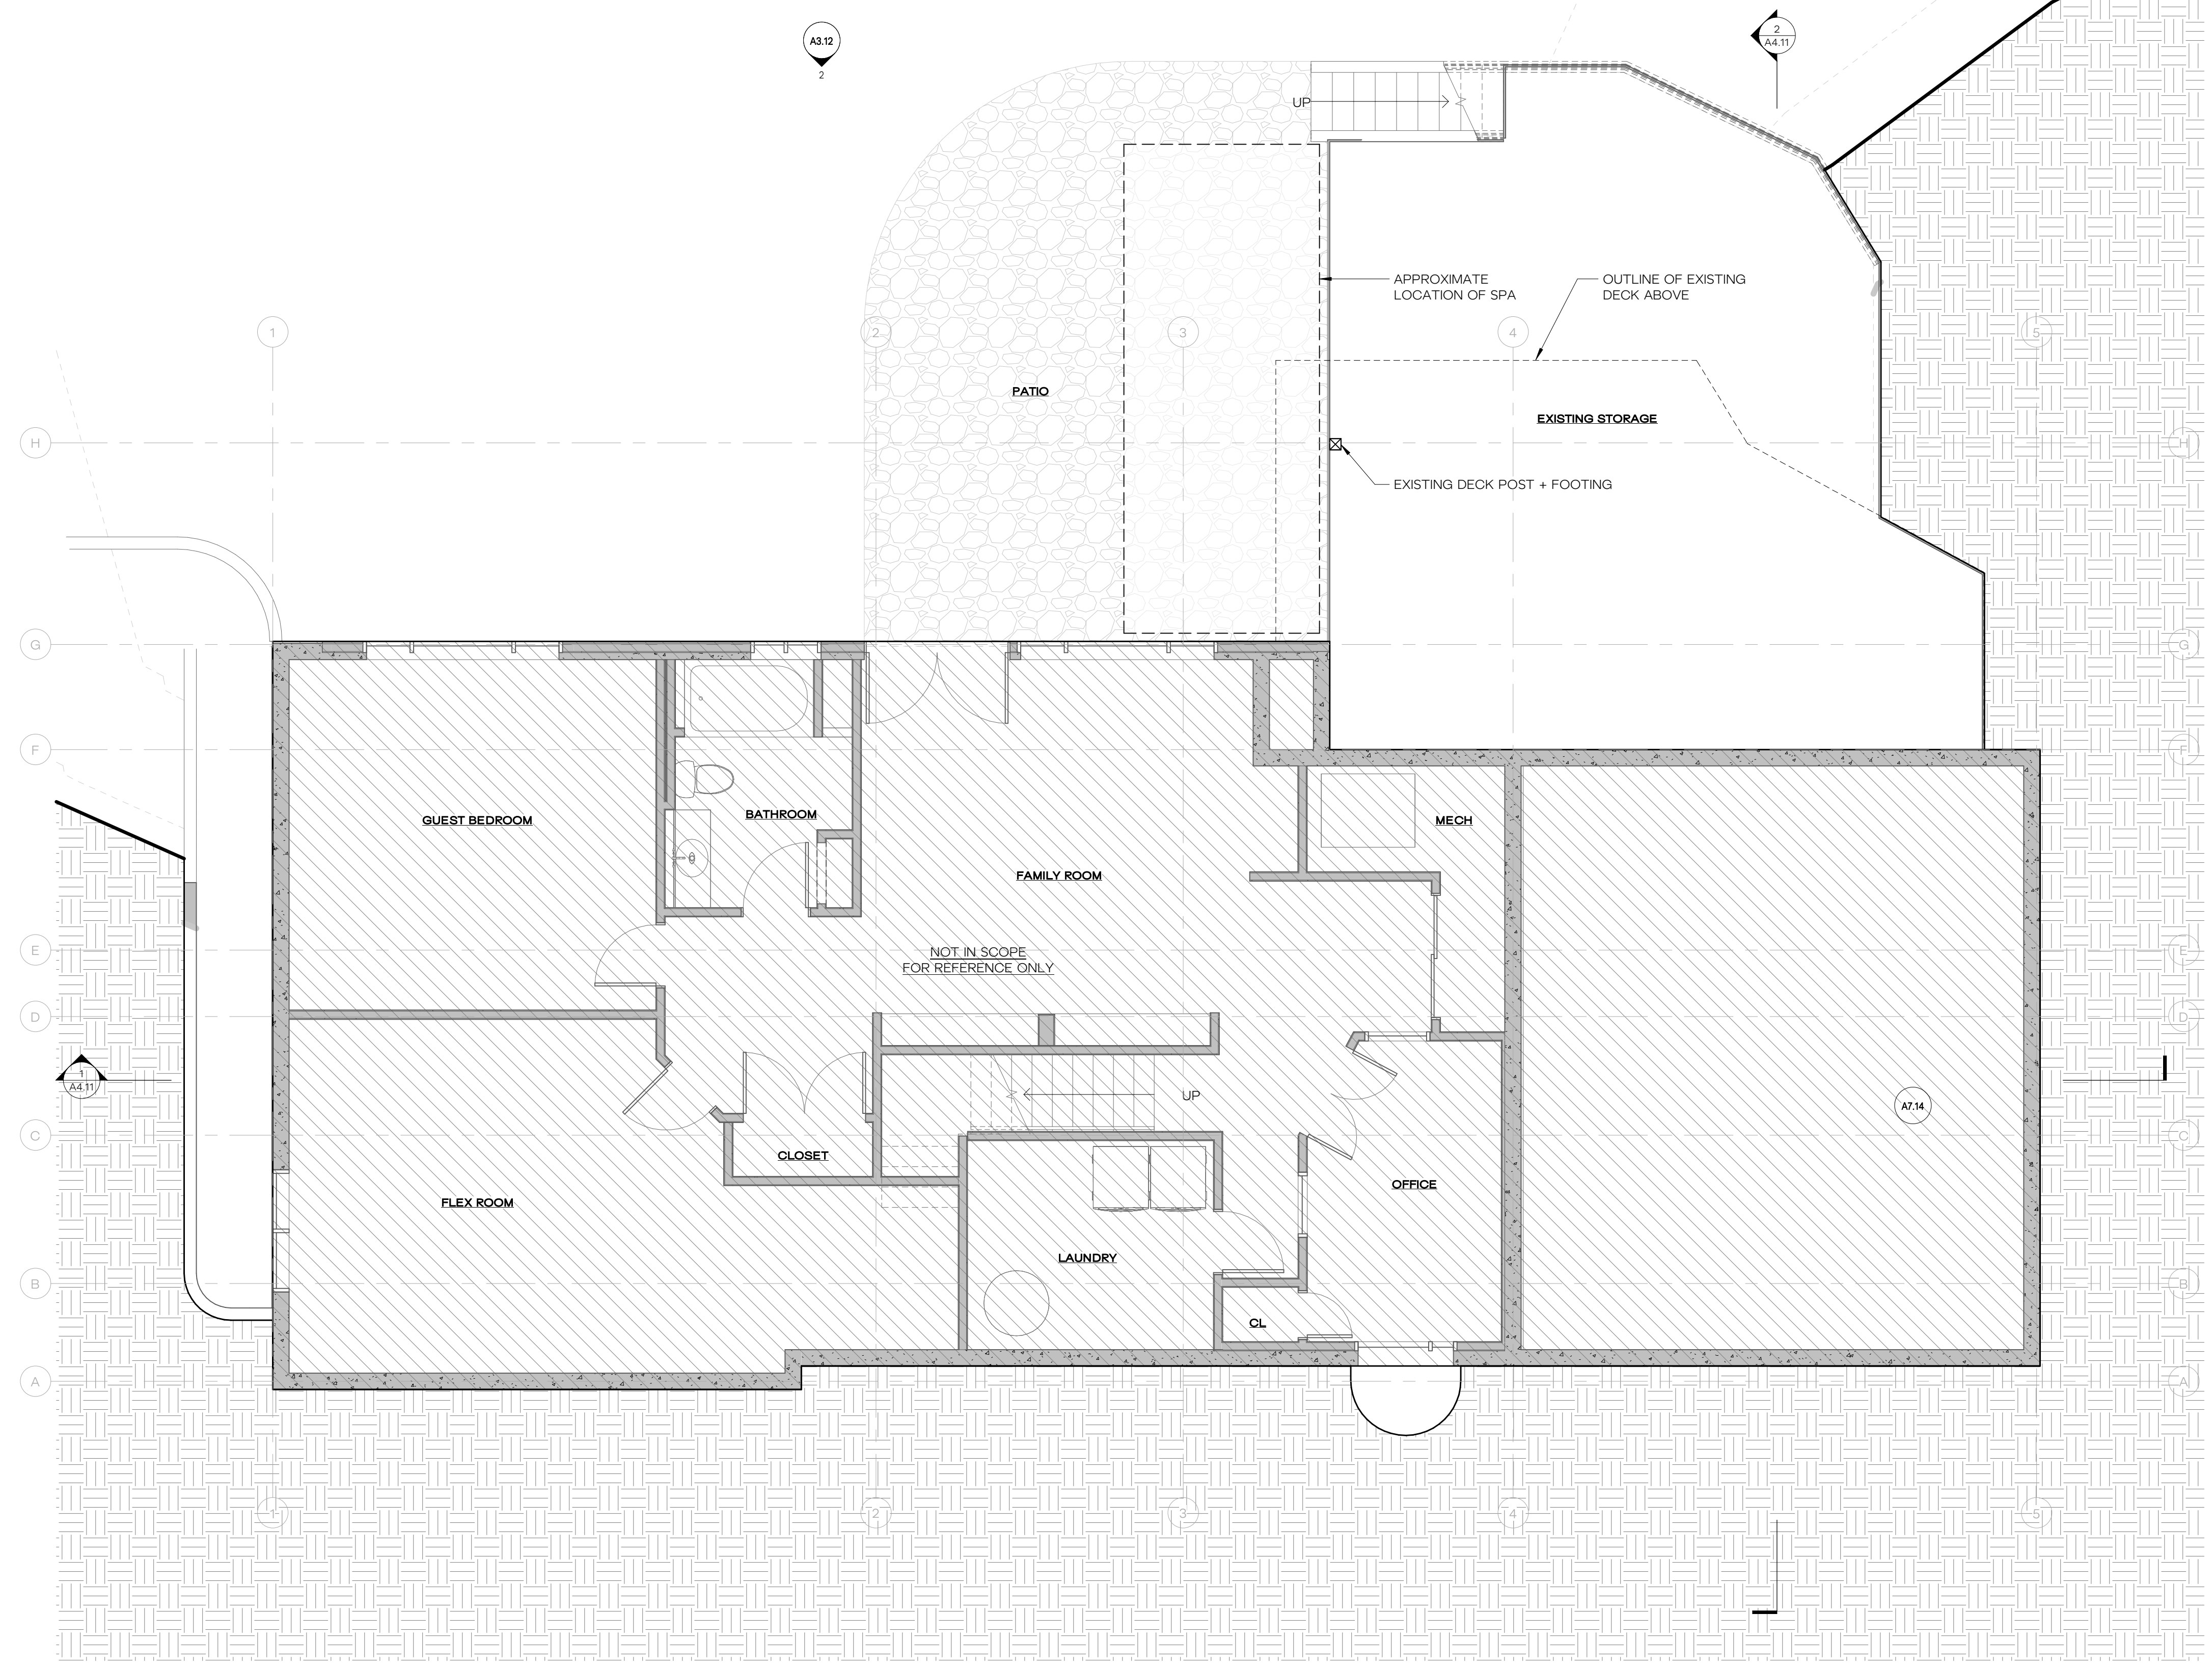 A3.12
2
2
A4.11
UP
APPROXIMATE
LOCATION OF SPA
OUTLINE OF EXISTING
DECK ABOVE
1
2
3
4
5
PATIO
EXISTING STORAGE
H
H
EXISTING DECK POST + FOOTING
G
G
F
F
GUEST BEDROOM
BATHROOM
MECH
FAMILY ROOM
E
E
NOT IN SCOPE
FOR REFERENCE ONLY
D
D
1
A4.11
UP
A7.14
C
C
CLOSET
OFFICE
FLEX ROOM
LAUNDRY
B
B
CL
A
A
1
2
3
4
5